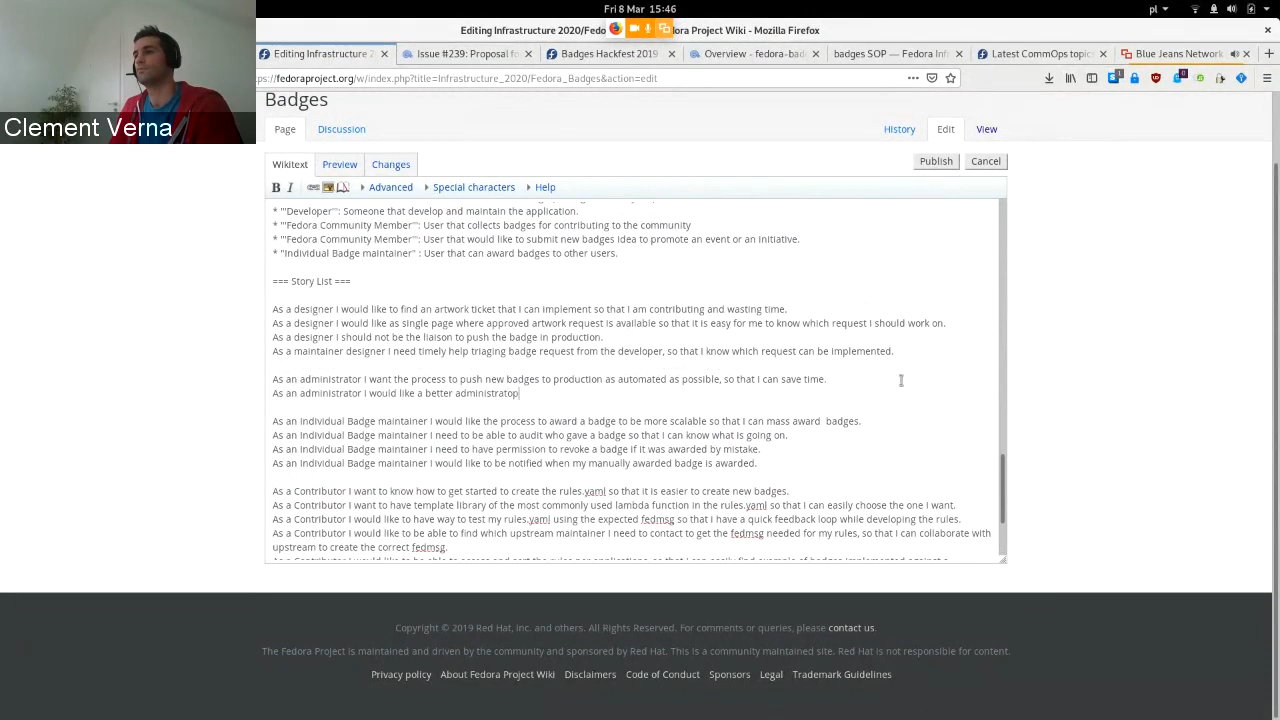 Fri 8 Mar 15:46
pl
Editing Infrastructure 2020/Fedo
ora Project Wiki - Mozilla Firefox
Editing Infrastructure 2
Issue #239: Proposal fo
Badges Hackfest 2019
Overview - fedora-bad
badges SOP — Fedora Inf
Latest CommOps topics
Blue Jeans Network
ps://fedoraproject.org/w/index.php?title=Infrastructure_2020/Fedora_Badges&action=edit
Clement Verna
Badges
Page
Discussion
History
Edit
View
Wikitext
Preview
Changes
Publish
Cancel
B I
Advanced
Special characters
Help
* '''Developer''': Someone that develop and maintain the application.
* '''Fedora Community Member''': User that collects badges for contributing to the community
* '''Fedora Community Member''': User that would like to submit new badges idea to promote an event or an initiative.
* "Individual Badge maintainer" : User that can award badges to other users.
=== Story List ===
As a designer I would like to find an artwork ticket that I can implement so that I am contributing and wasting time.
As a designer I would like as single page where approved artwork request is available so that it is easy for me to know which request I should work on.
As a designer I should not be the liaison to push the badge in production.
As a maintainer designer I need timely help triaging badge request from the developer, so that I know which request can be implemented.
As an administrator I want the process to push new badges to production as automated as possible, so that I can save time.
As an administrator I would like a better administratop
As an Individual Badge maintainer I would like the process to award a badge to be more scalable so that I can mass award  badges.
As an Individual Badge maintainer I need to be able to audit who gave a badge so that I can know what is going on.
As an Individual Badge maintainer I need to have permission to revoke a badge if it was awarded by mistake.
As an Individual Badge maintainer I would like to be notified when my manually awarded badge is awarded.
As a Contributor I want to know how to get started to create the rules.yaml so that it is easier to create new badges.
As a Contributor I want to have template library of the most commonly used lambda function in the rules.yaml so that I can easily choose the one I want.
As a Contributor I would like to have way to test my rules.yaml using the expected fedmsg so that I have a quick feedback loop while developing the rules.
As a Contributor I would like to be able to find which upstream maintainer I need to contact to get the fedmsg needed for my rules, so that I can collaborate with
upstream to create the correct fedmsg.
Copyright © 2019 Red Hat, Inc. and others. All Rights Reserved. For comments or queries, please contact us.
The Fedora Project is maintained and driven by the community and sponsored by Red Hat. This is a community maintained site. Red Hat is not responsible for content.
Privacy policy
About Fedora Project Wiki
Disclaimers
Code of Conduct
Sponsors
Legal
Trademark Guidelines